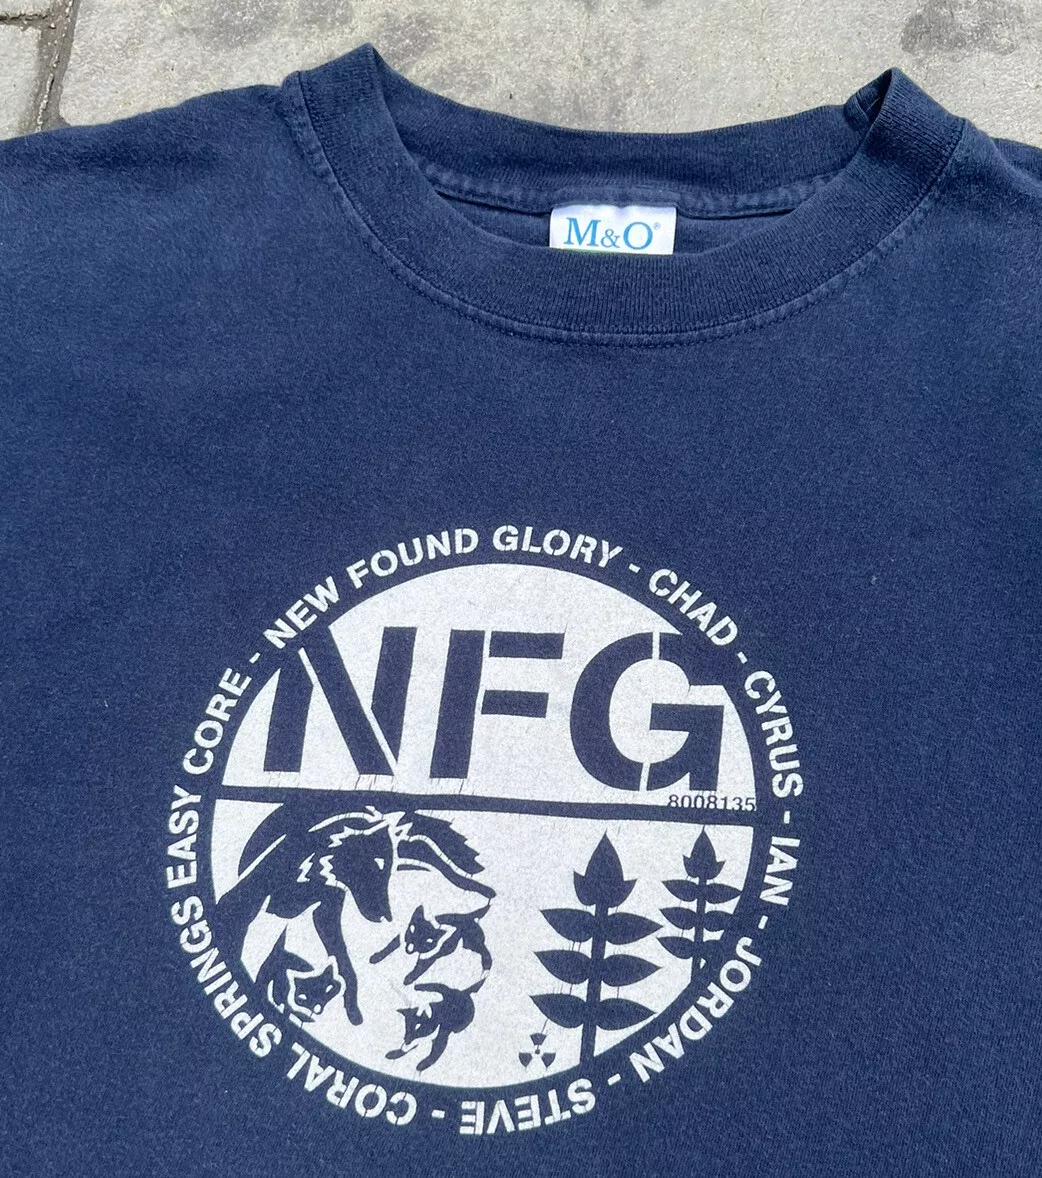 M&O®
NEW FOUND GLORY - CHAD - CYRUS - IAN - JORDAN - STEVE - CORAL SPRINGS EASY CORE -
NFG
8008135